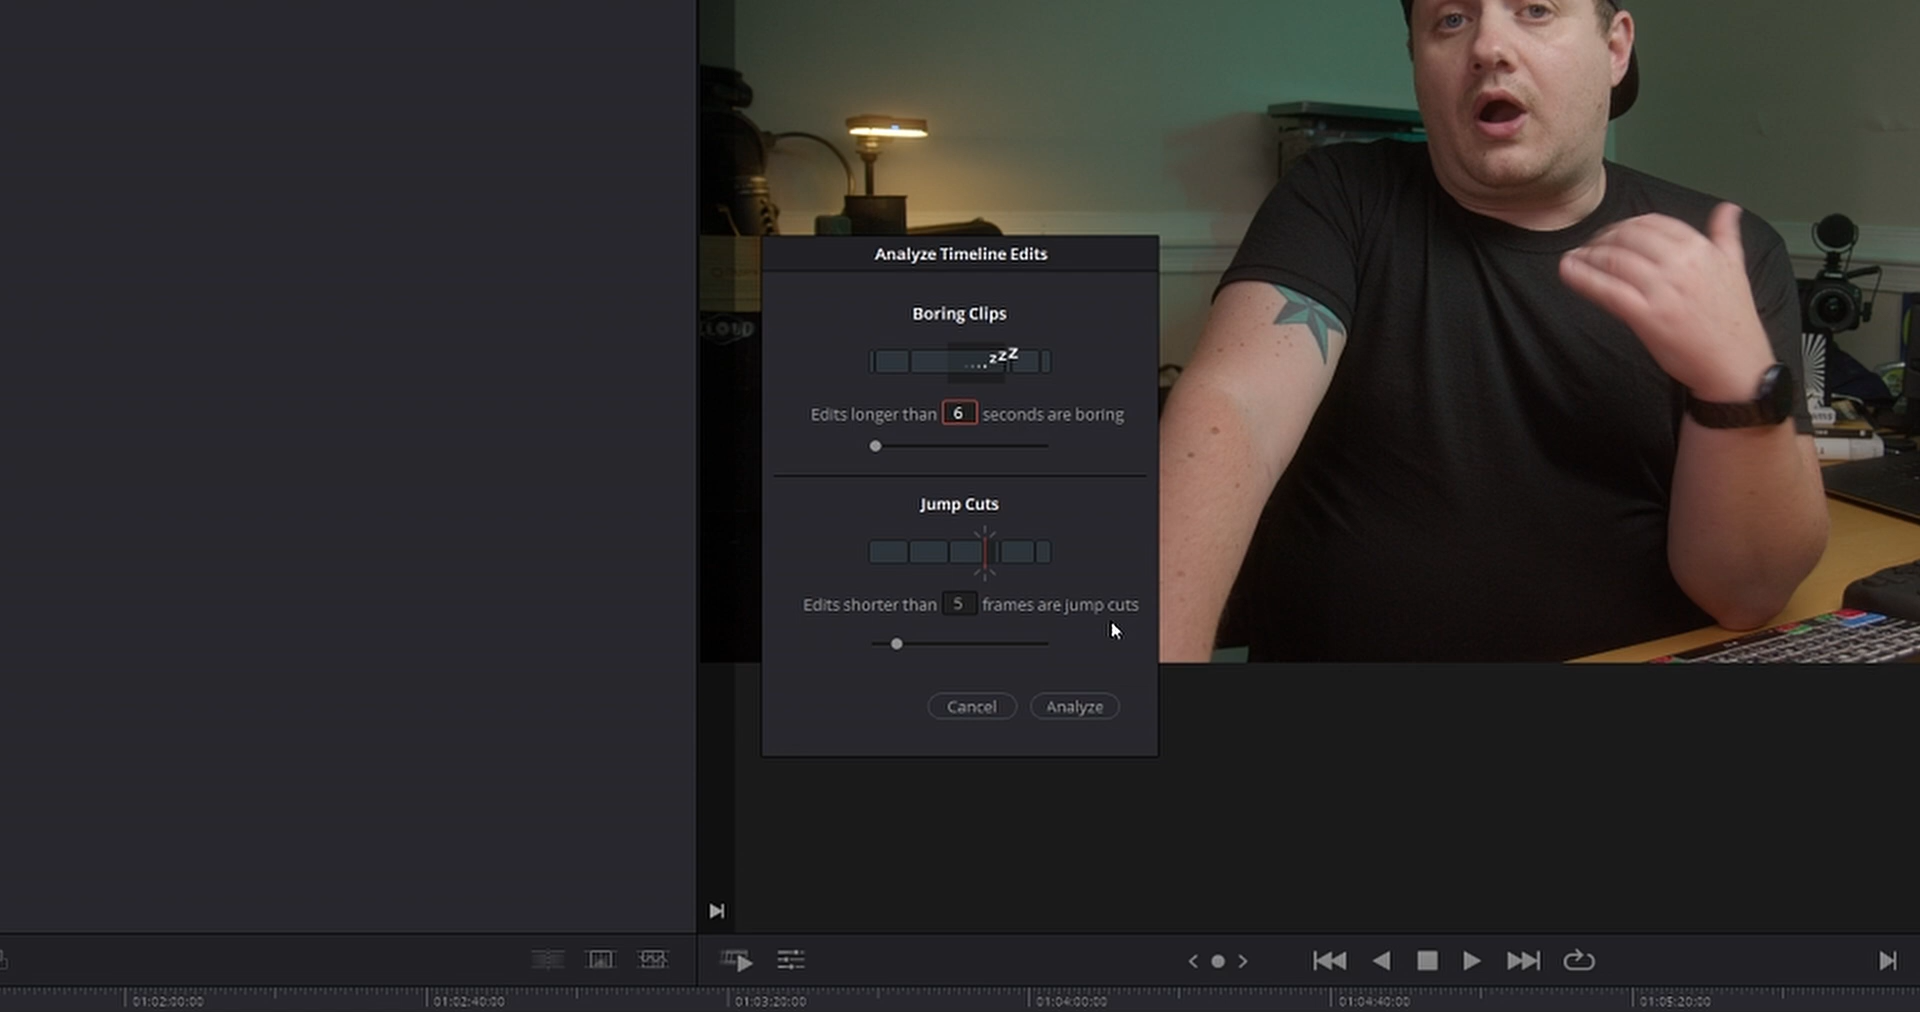 Analyze Timeline Edits
Boring Clips
....zzZ
Edits longer than 6 seconds are boring
Jump Cuts
Edits shorter than 5 frames are jump cuts
Cancel Analyze
01:02:00:00 01:02:40:00 01:03:20:00 01:04:00:00 01:04:40:00 01:05:20:00